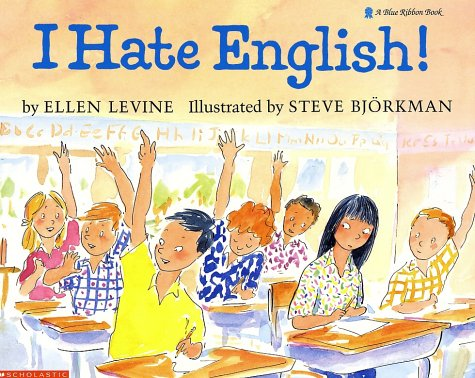 A Blue Ribbon Book
I Hate English!
by ELLEN LEVINE Illustrated by STEVE BJÖRKMAN
SCHOLASTIC